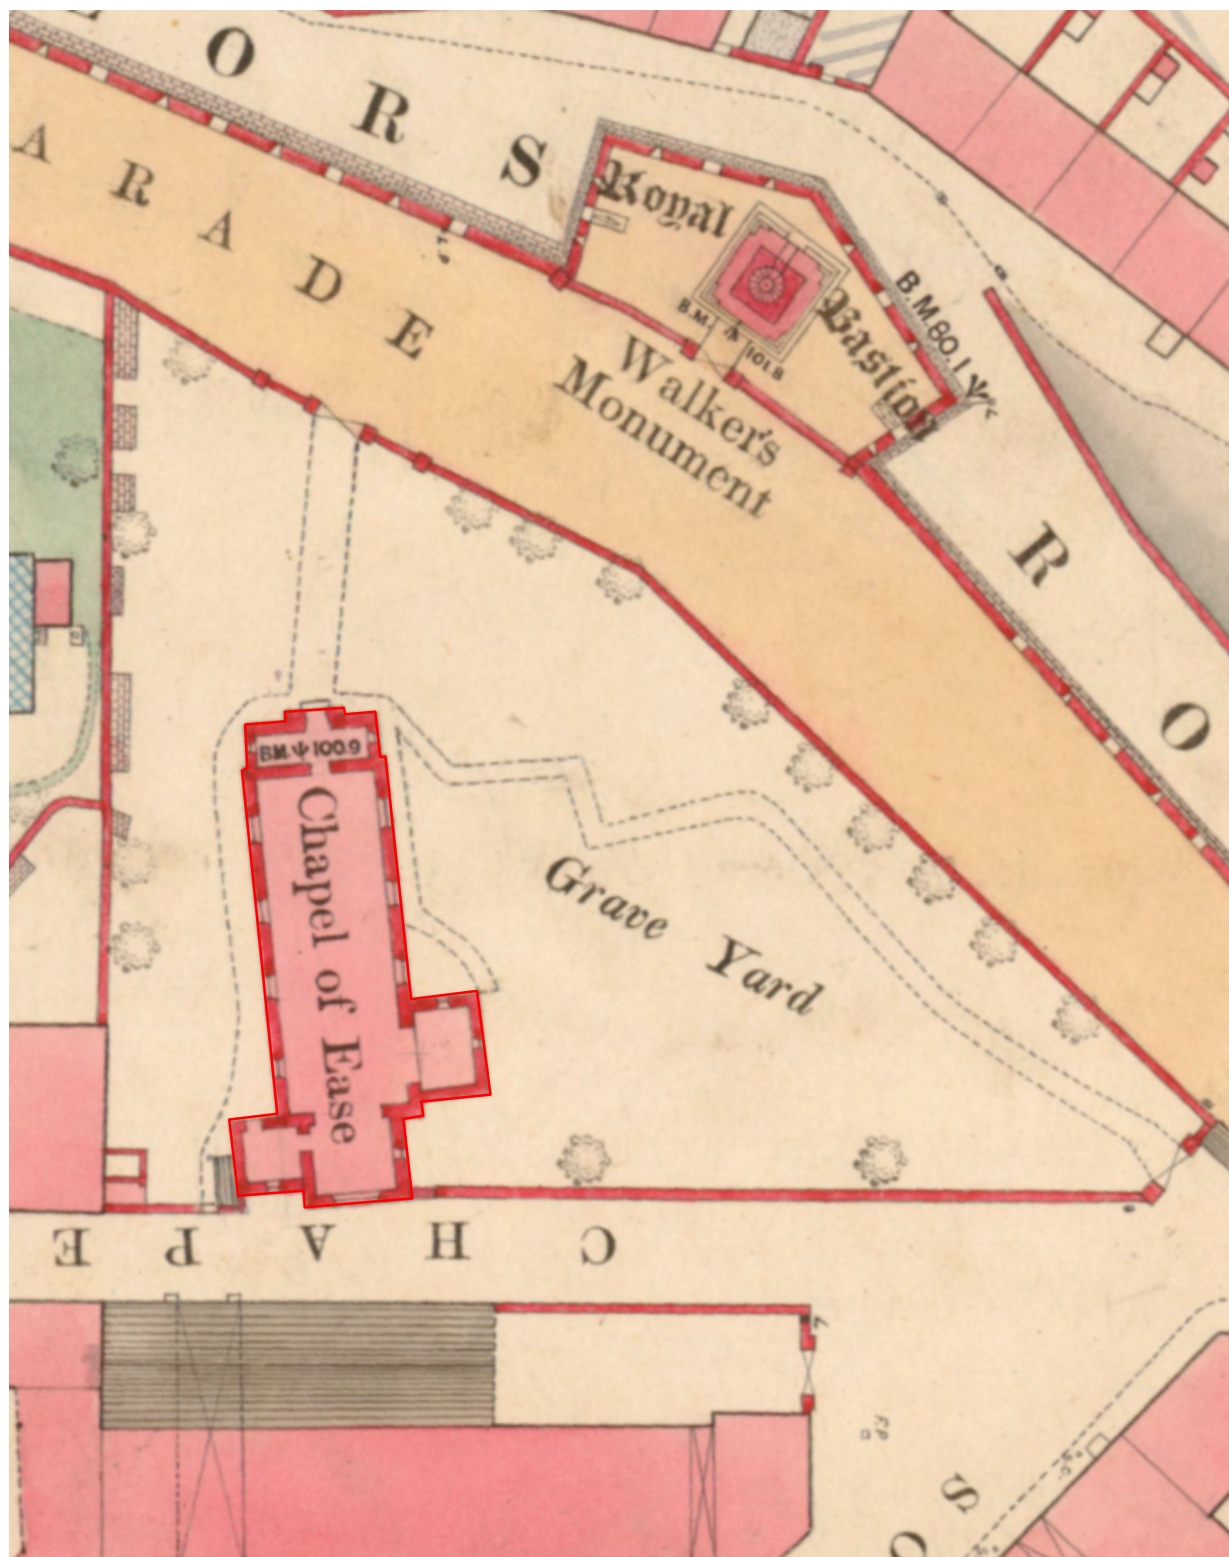 ORS
ARADE
Royal
Bastion
B.M. 101.8
B.M.80.1
Walker's
Monument
RO
B.M. 100.9
Chapel of Ease
Grave Yard
CHAPE
F.P
SO